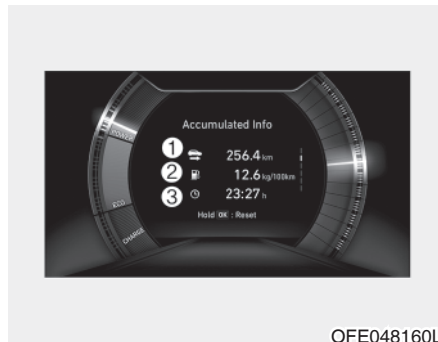 Accumulated Info
POWER
① 256.4 km
② 12.6 kg/100km
③ 23:27 h
ECO
Hold OK : Reset
CHARGE
OFE048160L